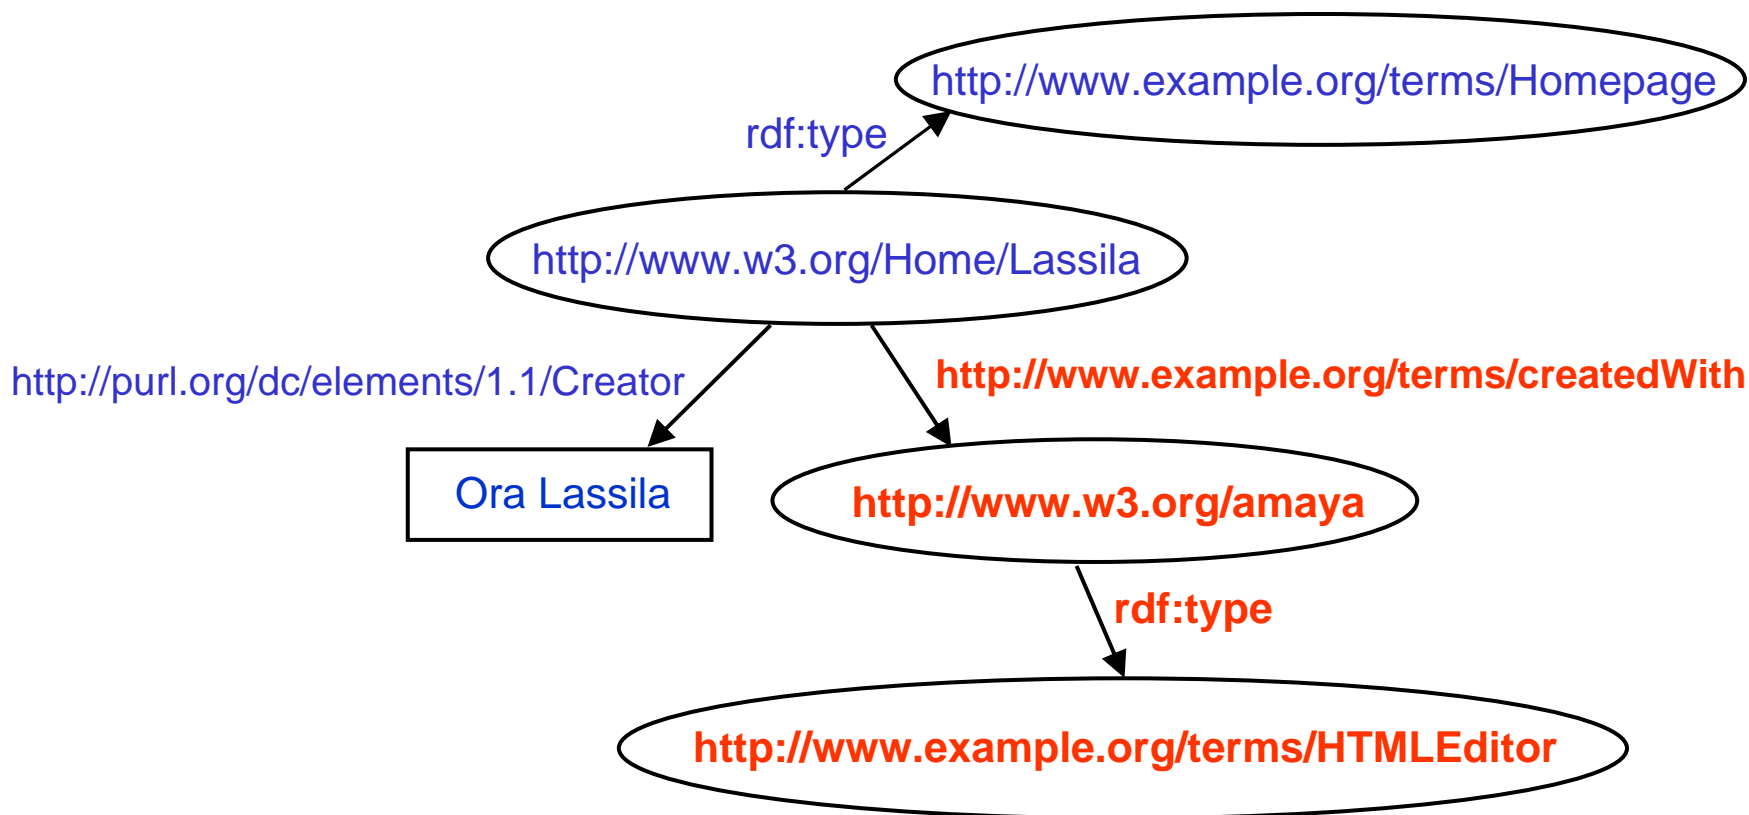 http://www.example.org/terms/Homepage
rdf:type
http://www.w3.org/Home/Lassila
http://purl.org/dc/elements/1.1/Creator
http://www.example.org/terms/createdWith
Ora Lassila
http://www.w3.org/amaya
rdf:type
http://www.example.org/terms/HTMLEditor